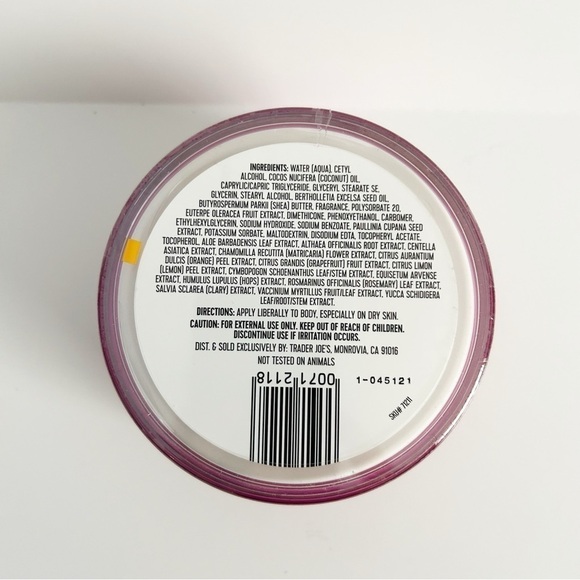 INGREDIENTS: WATER (AQUA), CETYL
ALCOHOL, COCOS NUCIFERA (COCONUT) OIL,
CAPRYLIC/CAPRIC TRIGLYCERIDE, GLYCERYL STEARATE SE,
GLYCERIN, STEARYL ALCOHOL, BERTHOLLETIA EXCELSA SEED OIL,
BUTYROSPERMUM PARKII (SHEA) BUTTER, FRAGRANCE, POLYSORBATE 20,
EUTERPE OLERACEA FRUIT EXTRACT, DIMETHICONE, PHENOXYETHANOL, CARBOMER,
ETHYLHEXYLGLYCERIN, SODIUM HYDROXIDE, SODIUM BENZOATE, PAULLINIA CUPANA SEED
EXTRACT, POTASSIUM SORBATE, MALTODEXTRIN, DISODIUM EDTA, TOCOPHERYL ACETATE,
TOCOPHEROL, ALOE BARBADENSIS LEAF EXTRACT, ALTHAEA OFFICINALIS ROOT EXTRACT, CENTELLA
ASIATICA EXTRACT, CHAMOMILLA RECUTITA (MATRICARIA) FLOWER EXTRACT, CITRUS AURANTIUM
DULCIS (ORANGE) PEEL EXTRACT, CITRUS GRANDIS (GRAPEFRUIT) FRUIT EXTRACT, CITRUS LIMON
(LEMON) PEEL EXTRACT, CYMBOPOGON SCHOENANTHUS LEAF/STEM EXTRACT, EQUISETUM ARVENSE
EXTRACT, HUMULUS LUPULUS (HOPS) EXTRACT, ROSMARINUS OFFICINALIS (ROSEMARY) LEAF EXTRACT,
SALVIA SCLAREA (CLARY) EXTRACT, VACCINIUM MYRTILLUS FRUIT/LEAF EXTRACT, YUCCA SCHIDIGERA
LEAF/ROOT/STEM EXTRACT.
DIRECTIONS: APPLY LIBERALLY TO BODY, ESPECIALLY ON DRY SKIN.
CAUTION: FOR EXTERNAL USE ONLY. KEEP OUT OF REACH OF CHILDREN.
DISCONTINUE USE IF IRRITATION OCCURS.
DIST. & SOLD EXCLUSIVELY BY: TRADER JOE'S, MONROVIA, CA 91016
NOT TESTED ON ANIMALS
0071 2118
1-045121
SKU# 71211